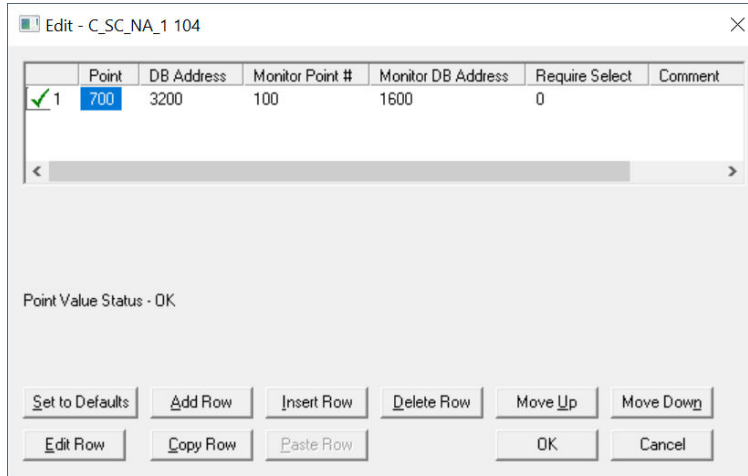 Edit - C_SC_NA_1 104
Point DB Address Monitor Point # Monitor DB Address Require Select Comment
1 700 3200 100 1600 0
Point Value Status - OK
Set to Defaults Add Row Insert Row Delete Row Move Up Move Down
Edit Row Copy Row Paste Row OK Cancel